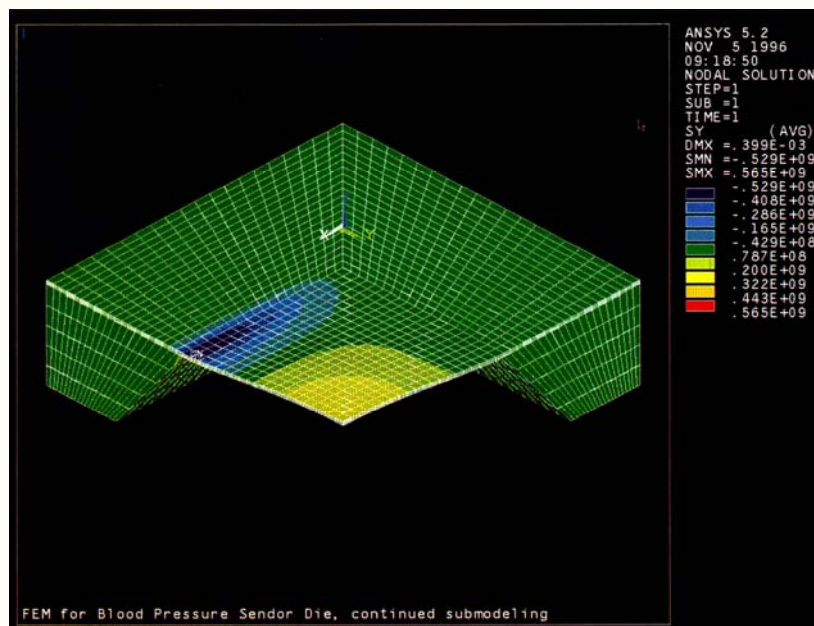 1
ANSYS 5.2
NOV  5 1996
09:18:50
NODAL SOLUTION
STEP=1
SUB =1
TIME=1
SY (AVG)
DMX =.399E-03
SMN =-.529E+09
SMX =.565E+09
-.529E+09
-.408E+09
-.286E+09
-.165E+09
-.429E+08
.787E+08
.200E+09
.322E+09
.443E+09
.565E+09
X
Y
FEM for Blood Pressure Sendor Die, continued submodeling